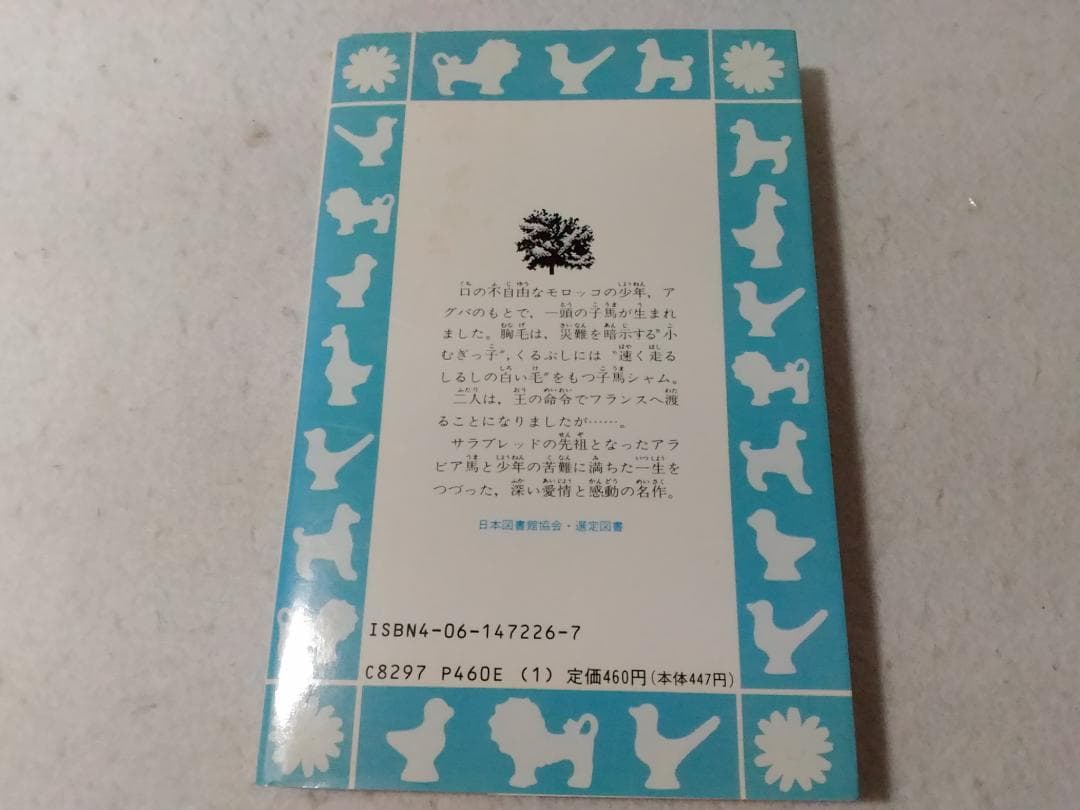 口の不自由なモロッコの少年、ア
グバのもとで、一頭の子馬が生まれ
ました。胸毛は、災難を暗示する〝小
むぎっ子〟、くるぶしには〝速く走る
しるしの白い毛〟をもつ子馬シャム。
二人は、王の命令でフランスへ渡
ることになりましたが……。
サラブレッドの先祖となったアラ
ビア馬と少年の苦難に満ちた一生を
つづった、深い愛情と感動の名作。
日本図書館協会・選定図書
ISBN4-06-147226-7
C8297 P460E (1) 定価460円(本体447円)